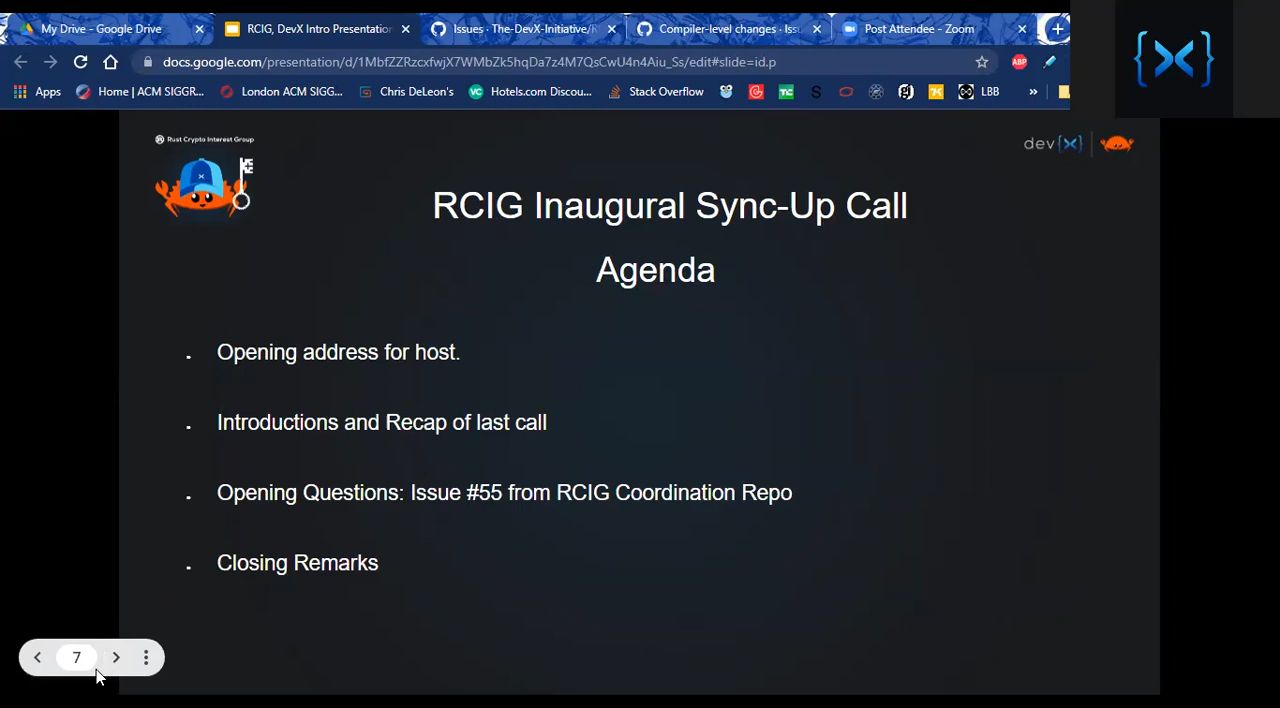 My Drive - Google Drive
RCIG, DevX Intro Presentation
Issues · The-DevX-Initiative/R
Compiler-level changes · Issu
Post Attendee - Zoom
docs.google.com/presentation/d/1MbfZZRzcxfwjX7WMbZk5hqDa7z4M7QsCwU4n4Aiu_Ss/edit#slide=id.p
ABP
Apps
Home | ACM SIGGR...
London ACM SIGG...
Chris DeLeon's
Hotels.com Discou...
Stack Overflow
LBB
»
Rust Crypto Interest Group
dev{X}
RCIG Inaugural Sync-Up Call
Agenda
Opening address for host.
Introductions and Recap of last call
Opening Questions: Issue #55 from RCIG Coordination Repo
Closing Remarks
7